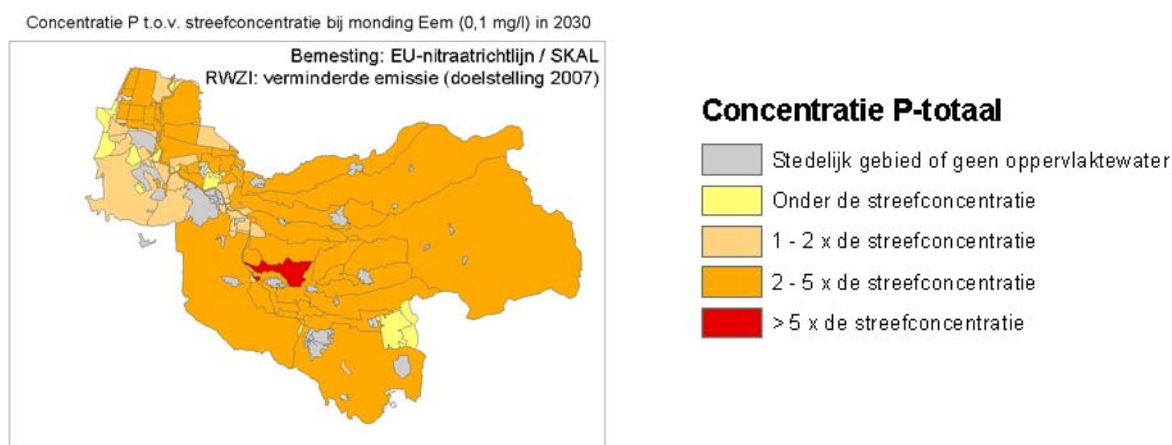 Concentratie P t.o.v. streefconcentratie bij monding Eem (0,1 mg/l) in 2030
Bemesting: EU-nitraatrichtlijn / SKAL
RWZI: verminderde emissie (doelstelling 2007)
Concentratie P-totaal
Stedelijk gebied of geen oppervlaktewater
Onder de streefconcentratie
1 - 2 x de streefconcentratie
2 - 5 x de streefconcentratie
> 5 x de streefconcentratie